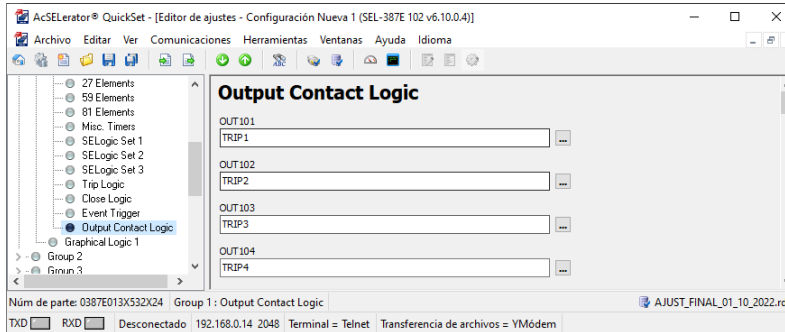 AcSELerator® QuickSet - [Editor de ajustes - Configuración Nueva 1 (SEL-387E 102 v6.10.0.4)]
Archivo Editar Ver Comunicaciones Herramientas Ventanas Ayuda Idioma
27 Elements
59 Elements
81 Elements
Misc. Timers
SELogic Set 1
SELogic Set 2
SELogic Set 3
Trip Logic
Close Logic
Event Trigger
Output Contact Logic
Graphical Logic 1
Group 2
Group 3
Output Contact Logic
OUT101
TRIP1
...
OUT102
TRIP2
...
OUT103
TRIP3
...
OUT104
TRIP4
...
Núm de parte: 0387E013X532X24 Group 1 : Output Contact Logic AJUST_FINAL_01_10_2022.rd
TXD RXD Desconectado 192.168.0.14 2048 Terminal = Telnet Transferencia de archivos = YMódem